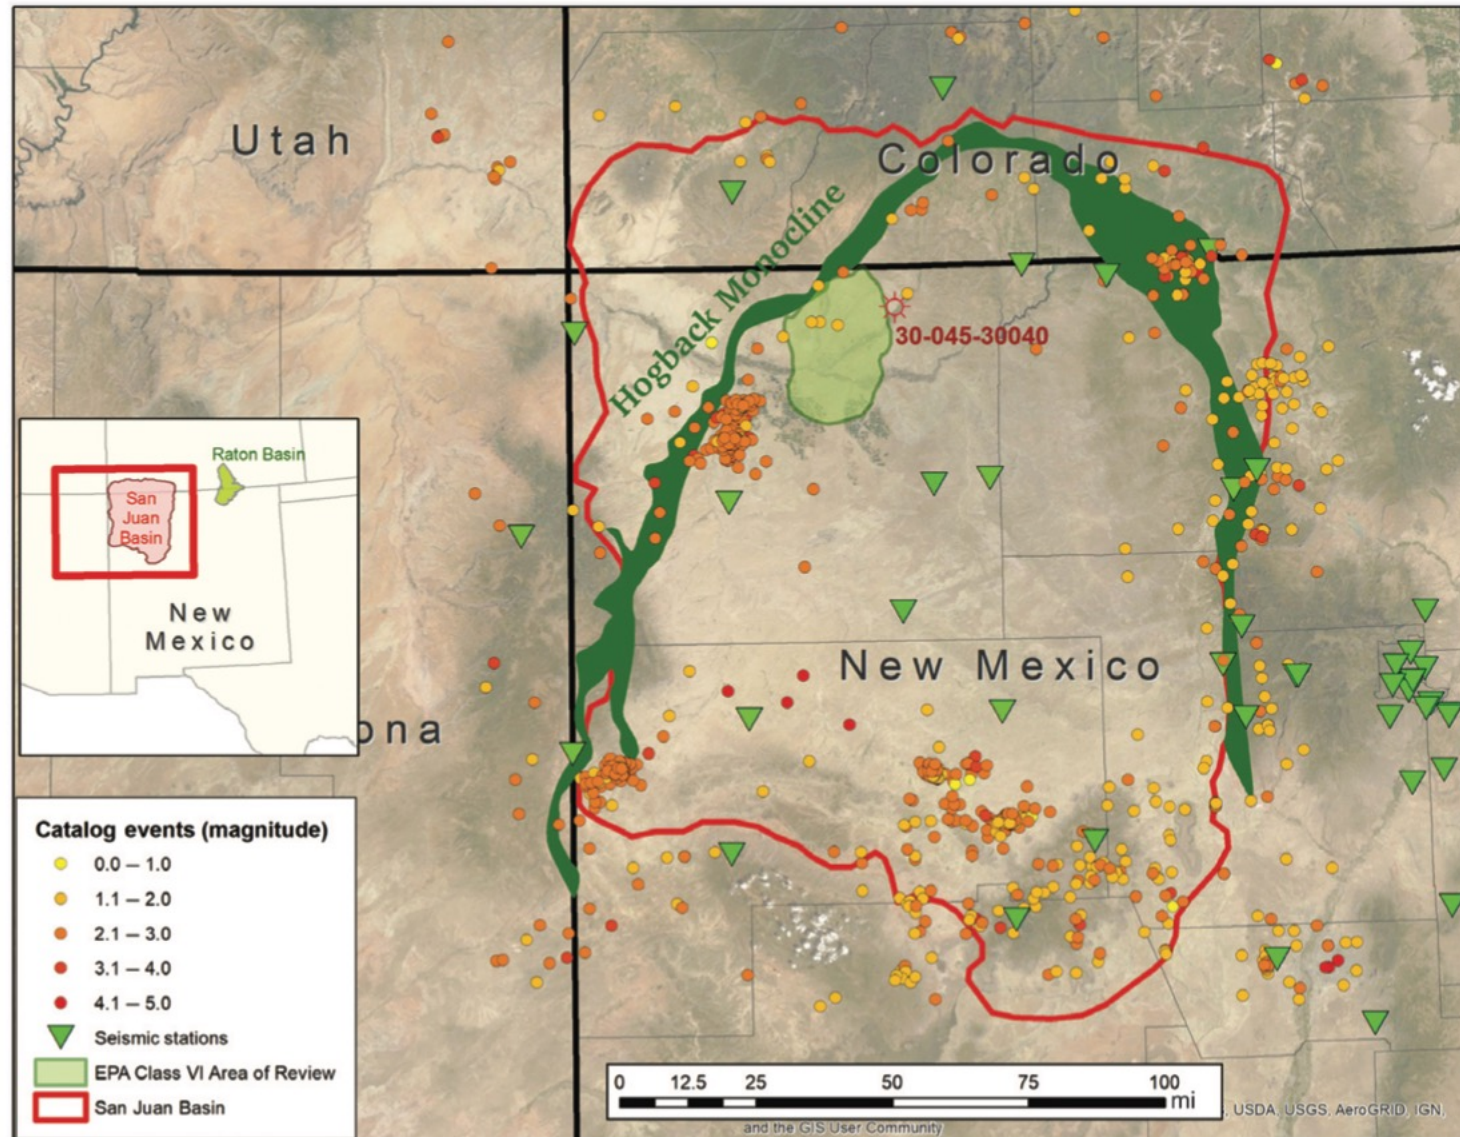 Utah
Colorado
Hogback Monocline
30-045-30040
Raton Basin
San
Juan
Basin
New
Mexico
New Mexico
ona
Catalog events (magnitude)
0.0 – 1.0
1.1 – 2.0
2.1 – 3.0
3.1 – 4.0
4.1 – 5.0
Seismic stations
EPA Class VI Area of Review
San Juan Basin
0 12.5 25 50 75 100
mi
, USDA, USGS, AeroGRID, IGN,
and the GIS User Community